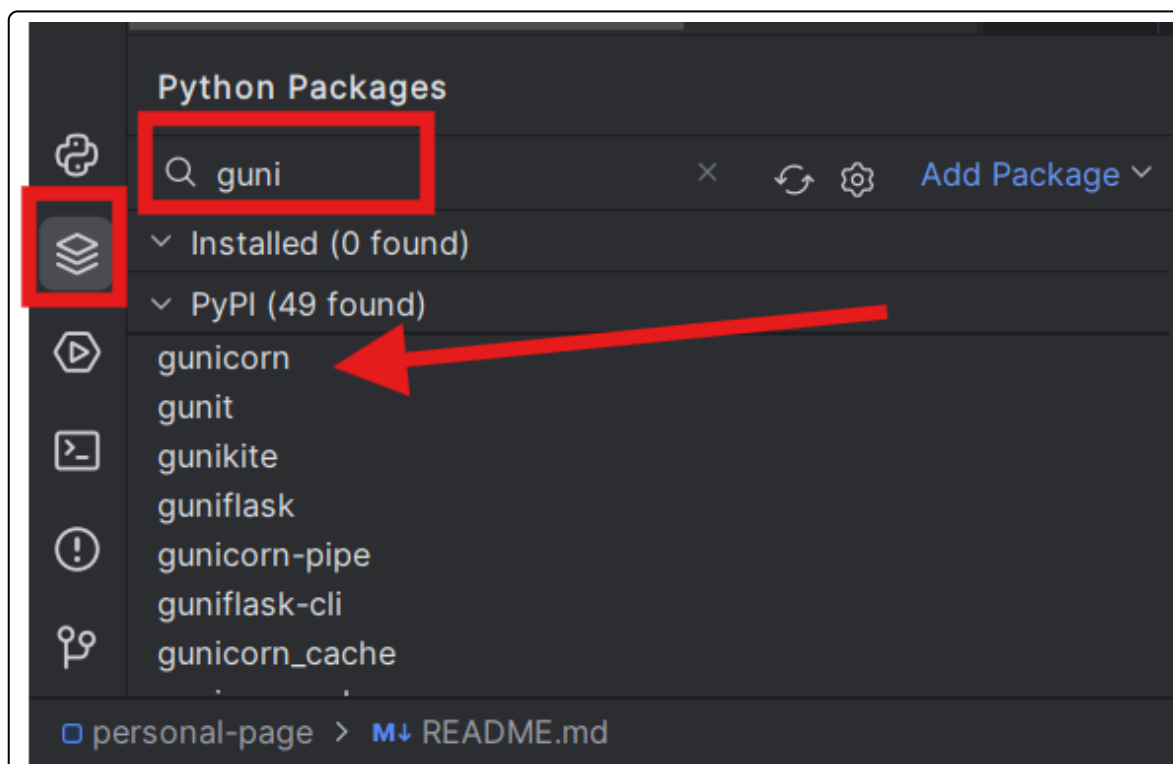 Python Packages
guni
Add Package
Installed (0 found)
PyPI (49 found)
gunicorn
gunit
gunikite
guniflask
gunicorn-pipe
guniflask-cli
gunicorn_cache
personal-page > M↓ README.md